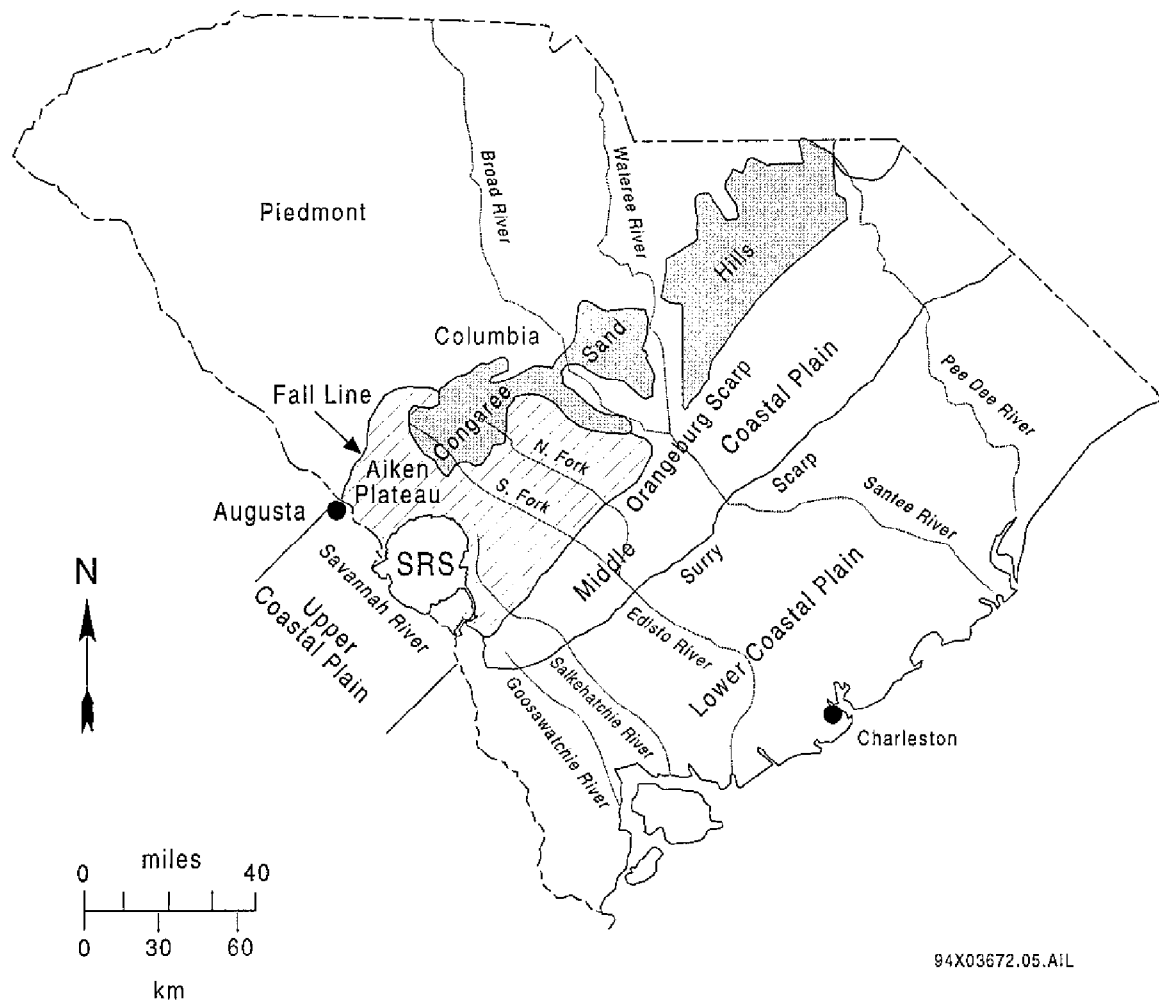 Piedmont
Broad River
Wateree River
Hills
Columbia
Sand
Fall Line
Congaree
Orangeburg Scarp
Coastal Plain
Pee Dee River
Aiken
Plateau
N. Fork
S. Fork
Scarp
Santee River
Augusta
SRS
Savannah River
Middle
Surry
N
Upper
Coastal Plain
Edisto River
Lower Coastal Plain
Salkehatchie River
Goosawatchie River
Charleston
miles
0 40
0 30 60
km
94X03672.05.AIL